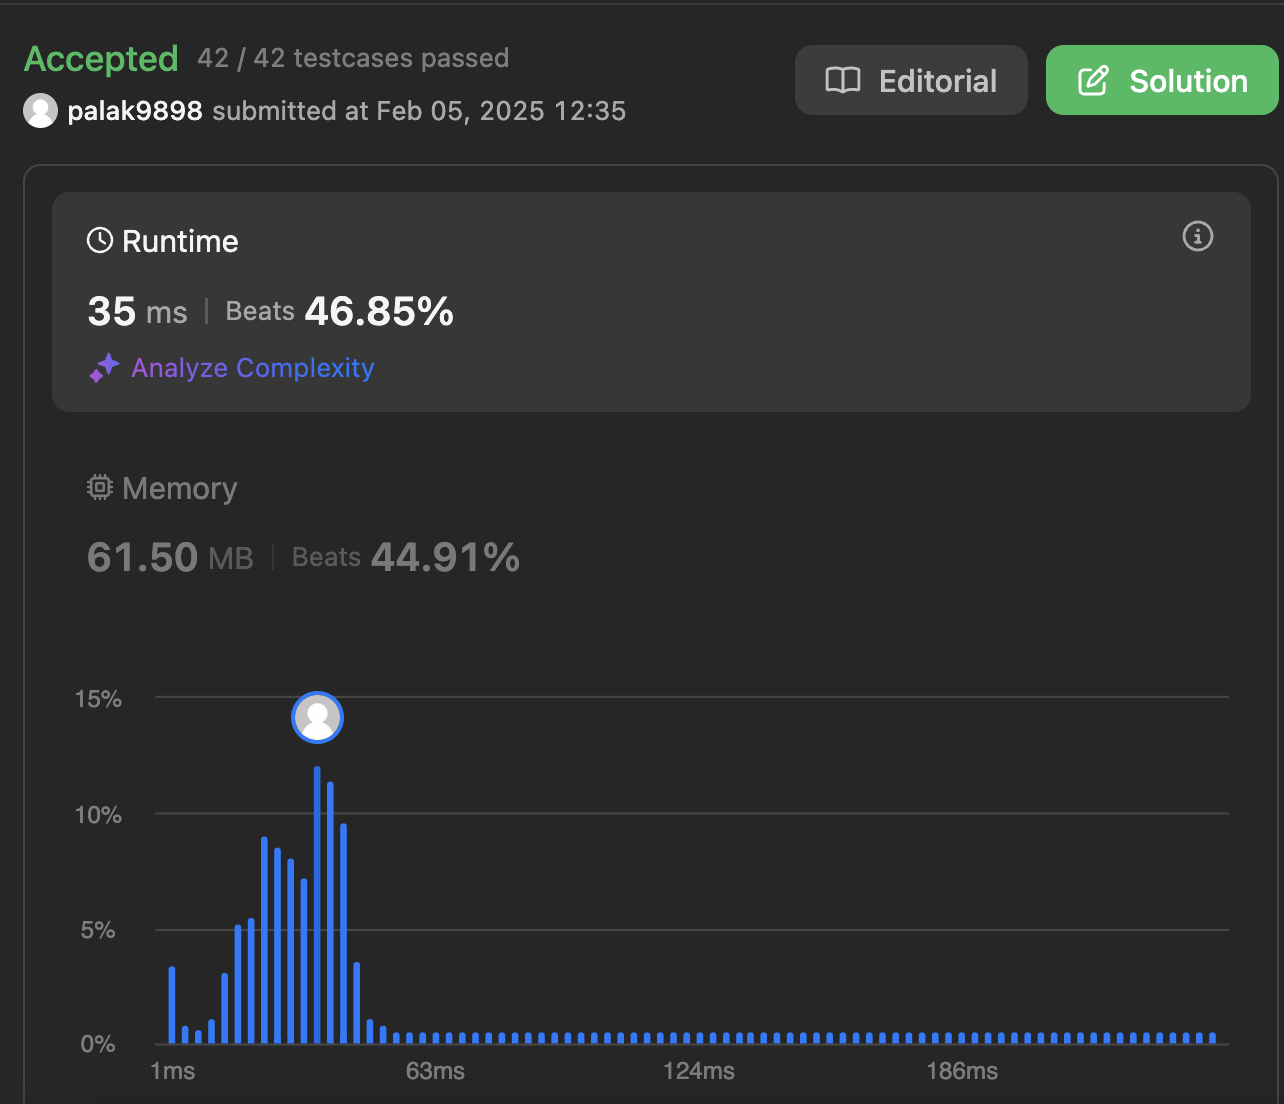 Accepted 42 / 42 testcases passed
palak9898 submitted at Feb 05, 2025 12:35
Editorial
Solution
Runtime
35 ms | Beats 46.85%
Analyze Complexity
Memory
61.50 MB | Beats 44.91%
15%
10%
5%
0%
1ms 63ms 124ms 186ms